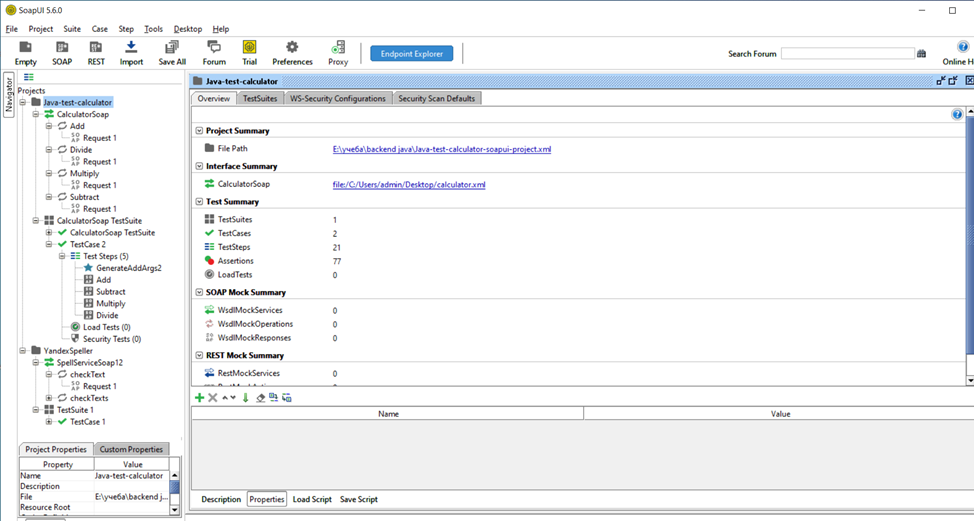 SoapUI 5.6.0
File Project Suite Case Step Tools Desktop Help
Empty SOAP REST Import Save All Forum Trial Preferences Proxy Endpoint Explorer Search Forum Online H
Navigator
Projects
Java-test-calculator
CalculatorSoap
Add
SOAP Request 1
Divide
SOAP Request 1
Multiply
SOAP Request 1
Subtract
SOAP Request 1
CalculatorSoap TestSuite
CalculatorSoap TestSuite
TestCase 2
Test Steps (5)
GenerateAddArgs2
Add
Subtract
Multiply
Divide
Load Tests (0)
Security Tests (0)
YandexSpeller
SpellServiceSoap12
checkText
SOAP Request 1
checkTexts
TestSuite 1
TestCase 1
Project Properties Custom Properties
Property Value
Name Java-test-calculator
Description
File E:\учеба\backend j...
Resource Root
Java-test-calculator
Overview TestSuites WS-Security Configurations Security Scan Defaults
Project Summary
File Path E:\учеба\backend java\Java-test-calculator-soapui-project.xml
Interface Summary
CalculatorSoap file:/C:/Users/admin/Desktop/calculator.xml
Test Summary
TestSuites 1
TestCases 2
TestSteps 21
Assertions 77
LoadTests 0
SOAP Mock Summary
WsdlMockServices 0
WsdlMockOperations 0
WsdlMockResponses 0
REST Mock Summary
RestMockServices 0
Name Value
Description Properties Load Script Save Script